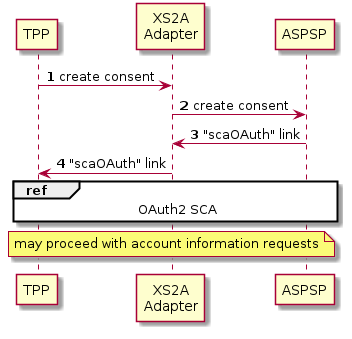 TPP
XS2A
Adapter
ASPSP
1 create consent
2 create consent
3 "scaOAuth" link
4 "scaOAuth" link
ref
OAuth2 SCA
may proceed with account information requests
TPP
XS2A
Adapter
ASPSP